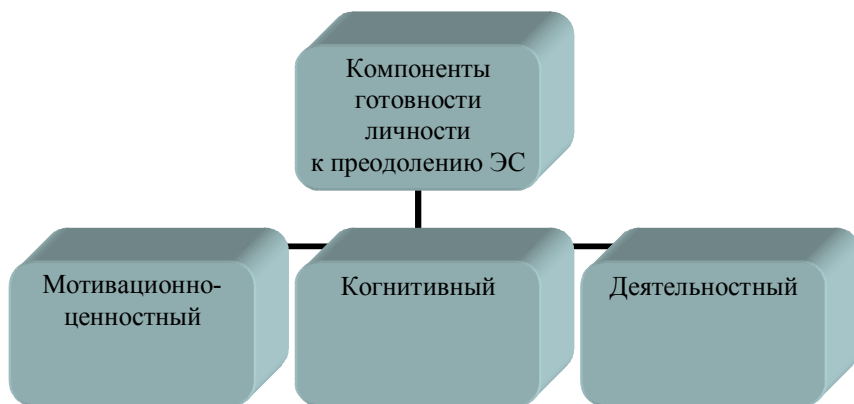 Компоненты
готовности
личности
к преодолению ЭС
Мотивационно-
ценностный
Когнитивный
Деятельностный